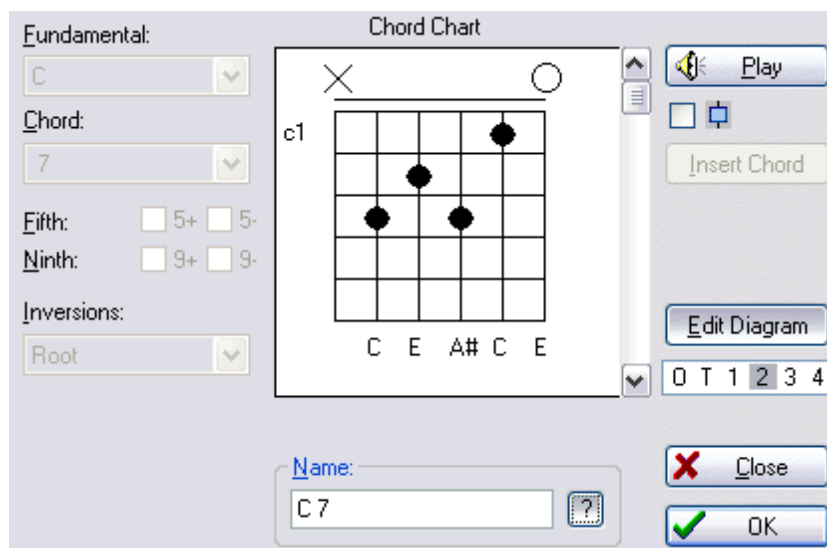 Fundamental:
C
Chord:
7
Fifth: 5+ 5-
Ninth: 9+ 9-
Inversions:
Root
Chord Chart
c1
C E A# C E
Name:
C 7
?
Play
Insert Chord
Edit Diagram
O T 1 2 3 4
Close
OK